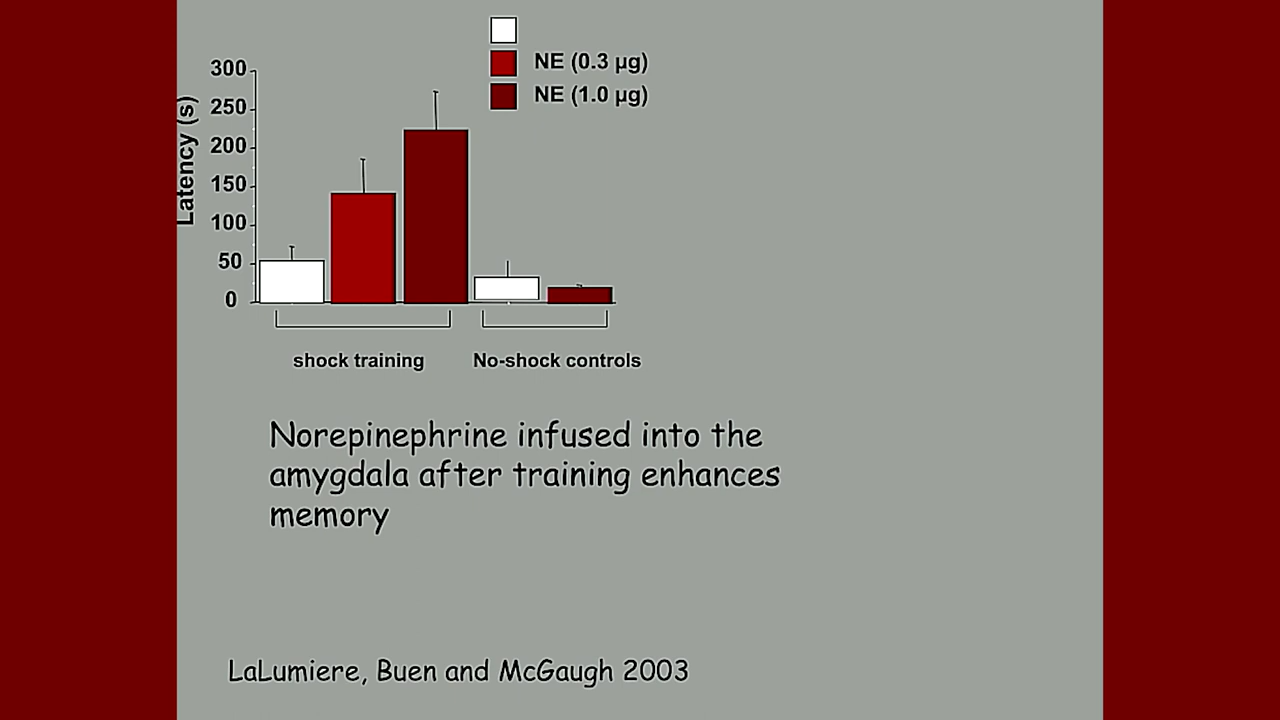 NE (0.3 µg)
NE (1.0 µg)
Latency (s)
300
250
200
150
100
50
0
shock training
No-shock controls
Norepinephrine infused into the
amygdala after training enhances
memory
LaLumiere, Buen and McGaugh 2003